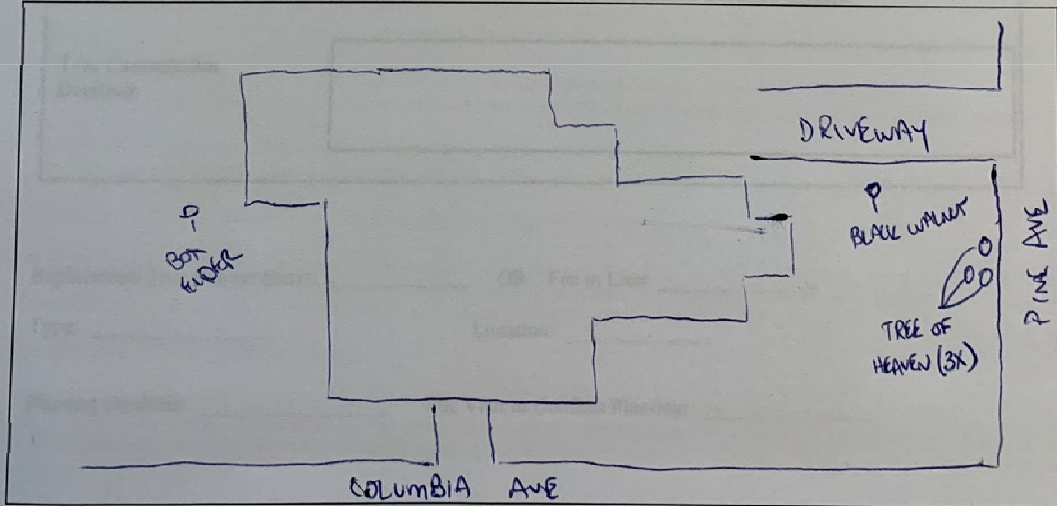 DRIVEWAY
BLACK WALNUT
PINE AVE
BOX
ELDER
TREE OF
HEAVEN (3X)
COLUMBIA AVE